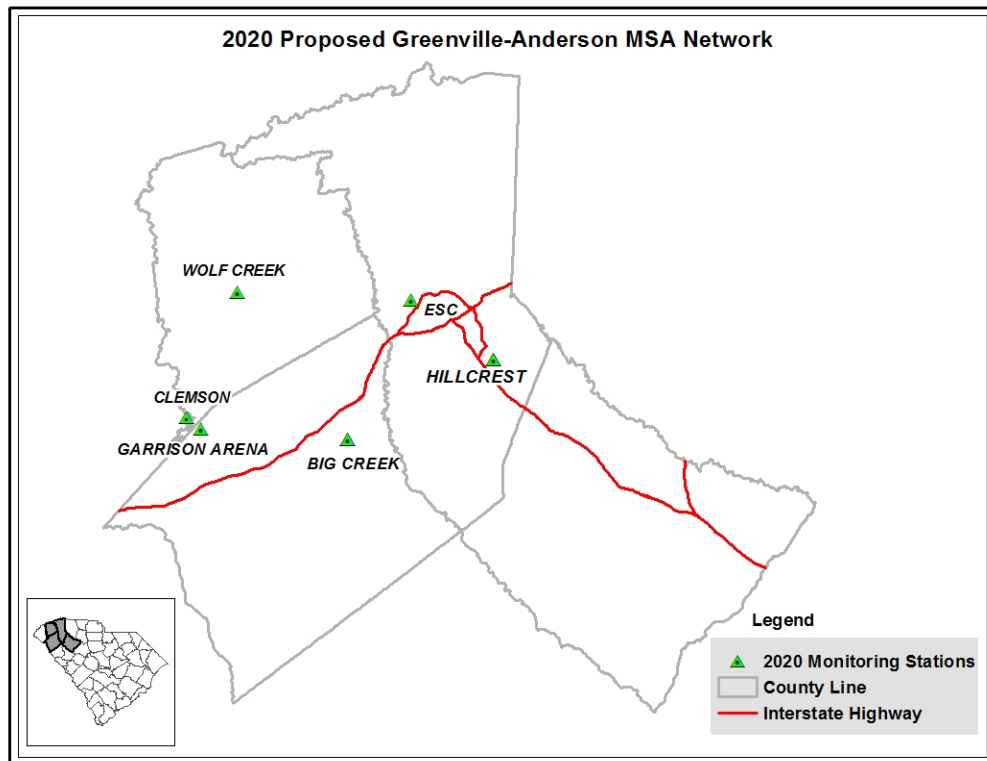 2020 Proposed Greenville-Anderson MSA Network
WOLF CREEK
ESC
HILLCREST
CLEMSON
GARRISON ARENA
BIG CREEK
Legend
2020 Monitoring Stations
County Line
Interstate Highway